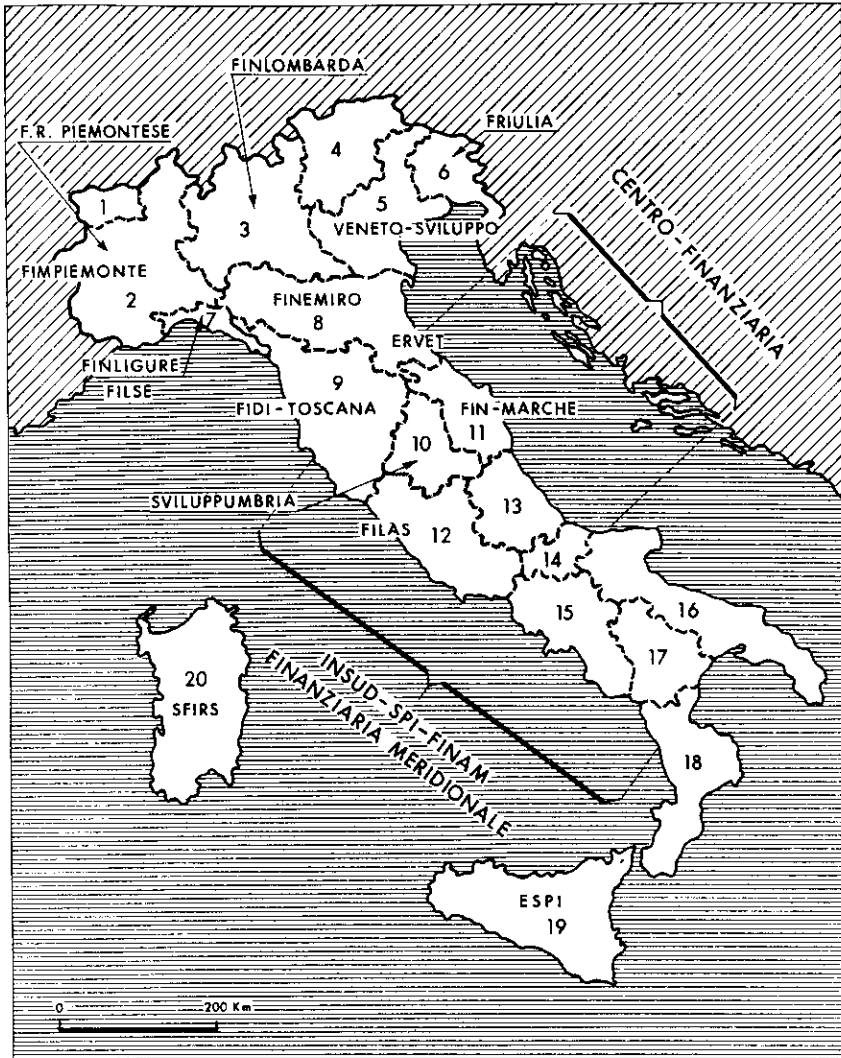 FINLOMBARDA
F.R. PIEMONTESE
FRIULIA
4
6
1
5
3
VENETO-SVILUPPO
CENTRO-FINANZIARIA
FIMPIEMONTE
2
FINEMIRO
7
8
ERVET
FINLIGURE
FILSE
9
FIDI-TOSCANA
FIN-MARCHE
10
11
SVILUPPUMBRIA
13
FILAS
12
14
15
16
17
20
SFIRS
INSUD-SPI-FINAM
FINANZIARIA MERIDIONALE
18
ESPI
19
0 200 Km